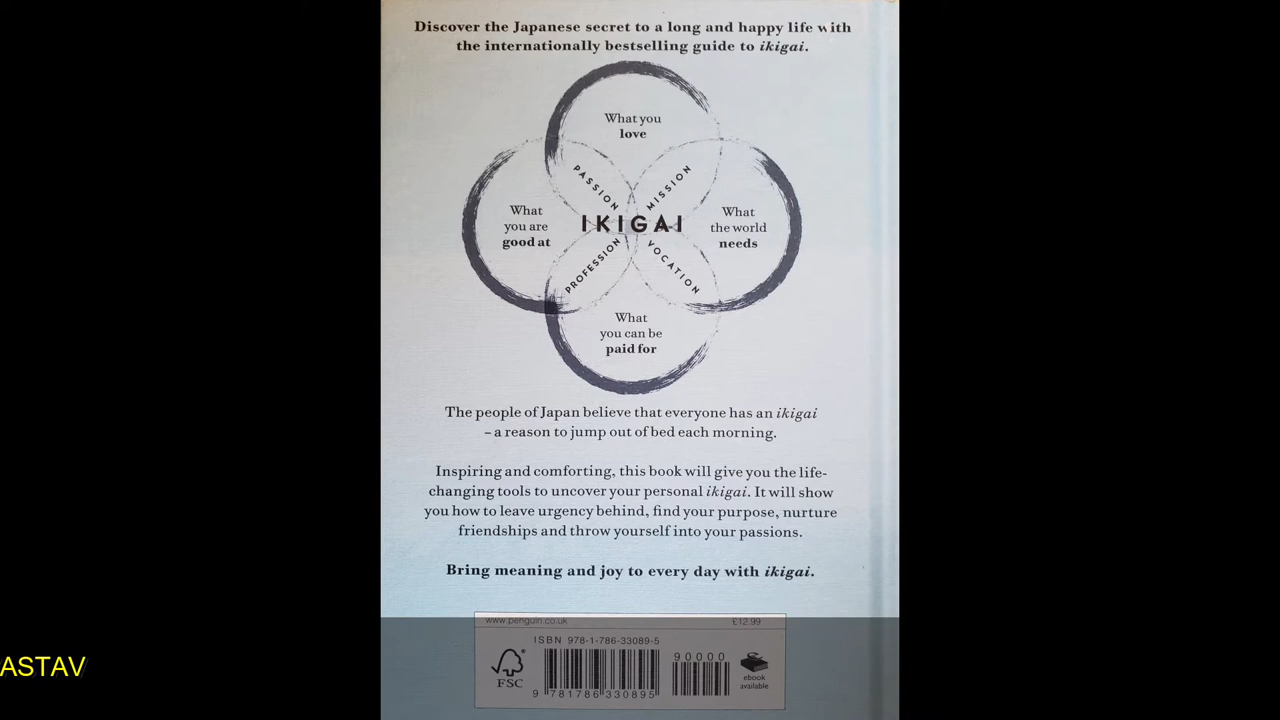 Discover the Japanese secret to a long and happy life with
the internationally bestselling guide to ikigai.
What you
love
PASSION
MISSION
What
you are
good at
IKIGAI
What
the world
needs
PROFESSION
VOCATION
What
you can be
paid for
The people of Japan believe that everyone has an ikigai
– a reason to jump out of bed each morning.
Inspiring and comforting, this book will give you the life-
changing tools to uncover your personal ikigai. It will show
you how to leave urgency behind, find your purpose, nurture
friendships and throw yourself into your passions.
Bring meaning and joy to every day with ikigai.
www.penguin.co.uk £12.99
ISBN 978-1-786-33089-5
90000
FSC
9 781786 330895
ebook
available
ASTAV